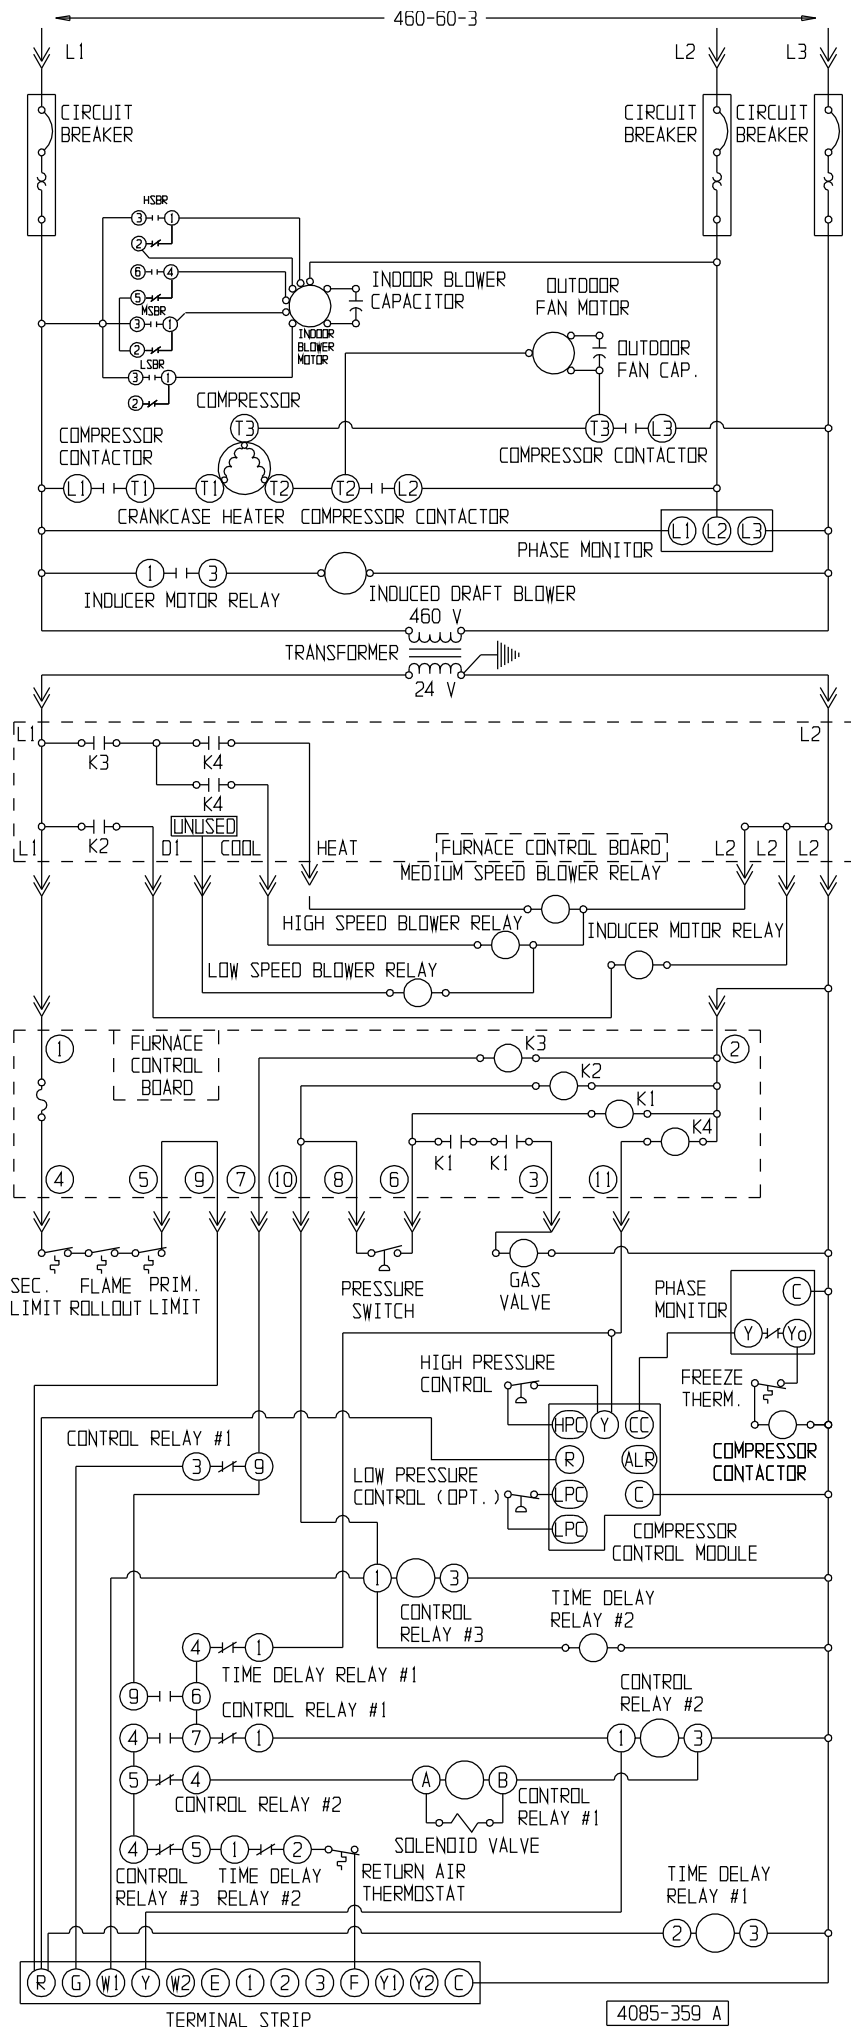 460-60-3
L1 L2 L3
CIRCUIT BREAKER
CIRCUIT BREAKER
CIRCUIT BREAKER
HSBR
3 1
2
6 4
5
MSBR
3 1
2
LSBR
3 1
2
INDOOR BLOWER MOTOR
INDOOR BLOWER CAPACITOR
OUTDOOR FAN MOTOR
OUTDOOR FAN CAP.
COMPRESSOR
T3 T3 L3
COMPRESSOR CONTACTOR
COMPRESSOR CONTACTOR
L1 T1 T1 T2 T2 L2
CRANKCASE HEATER COMPRESSOR CONTACTOR
L1 L2 L3
PHASE MONITOR
1 3
INDUCER MOTOR RELAY
INDUCED DRAFT BLOWER
460 V
TRANSFORMER
24 V
L1 L2
K3 K4
K4
UNUSED
K2
L1 D1 COOL HEAT FURNACE CONTROL BOARD L2 L2 L2
MEDIUM SPEED BLOWER RELAY
HIGH SPEED BLOWER RELAY
INDUCER MOTOR RELAY
LOW SPEED BLOWER RELAY
1 2
FURNACE CONTROL BOARD
K3
K2
K1
K4
K1 K1
4 5 9 7 10 8 6 3 11
SEC. LIMIT
FLAME ROLLOUT
PRIM. LIMIT
PRESSURE SWITCH
GAS VALVE
PHASE MONITOR
C
Y Yo
HIGH PRESSURE CONTROL
FREEZE THERM.
HPC Y CC
COMPRESSOR CONTACTOR
CONTROL RELAY #1
3 9
R ALR
LOW PRESSURE CONTROL (OPT.)
LPC C
LPC
COMPRESSOR CONTROL MODULE
1 3
CONTROL RELAY #3
TIME DELAY RELAY #2
4 1
TIME DELAY RELAY #1
9 6
CONTROL RELAY #1
CONTROL RELAY #2
4 7 1 1 3
5 4 A B
CONTROL RELAY #2
CONTROL RELAY #1
SOLENOID VALVE
4 5 1 2
CONTROL RELAY #3
TIME DELAY RELAY #2
RETURN AIR THERMOSTAT
TIME DELAY RELAY #1
2 3
R G W1 Y W2 E 1 2 3 F Y1 Y2 C
TERMINAL STRIP
4085-359 A